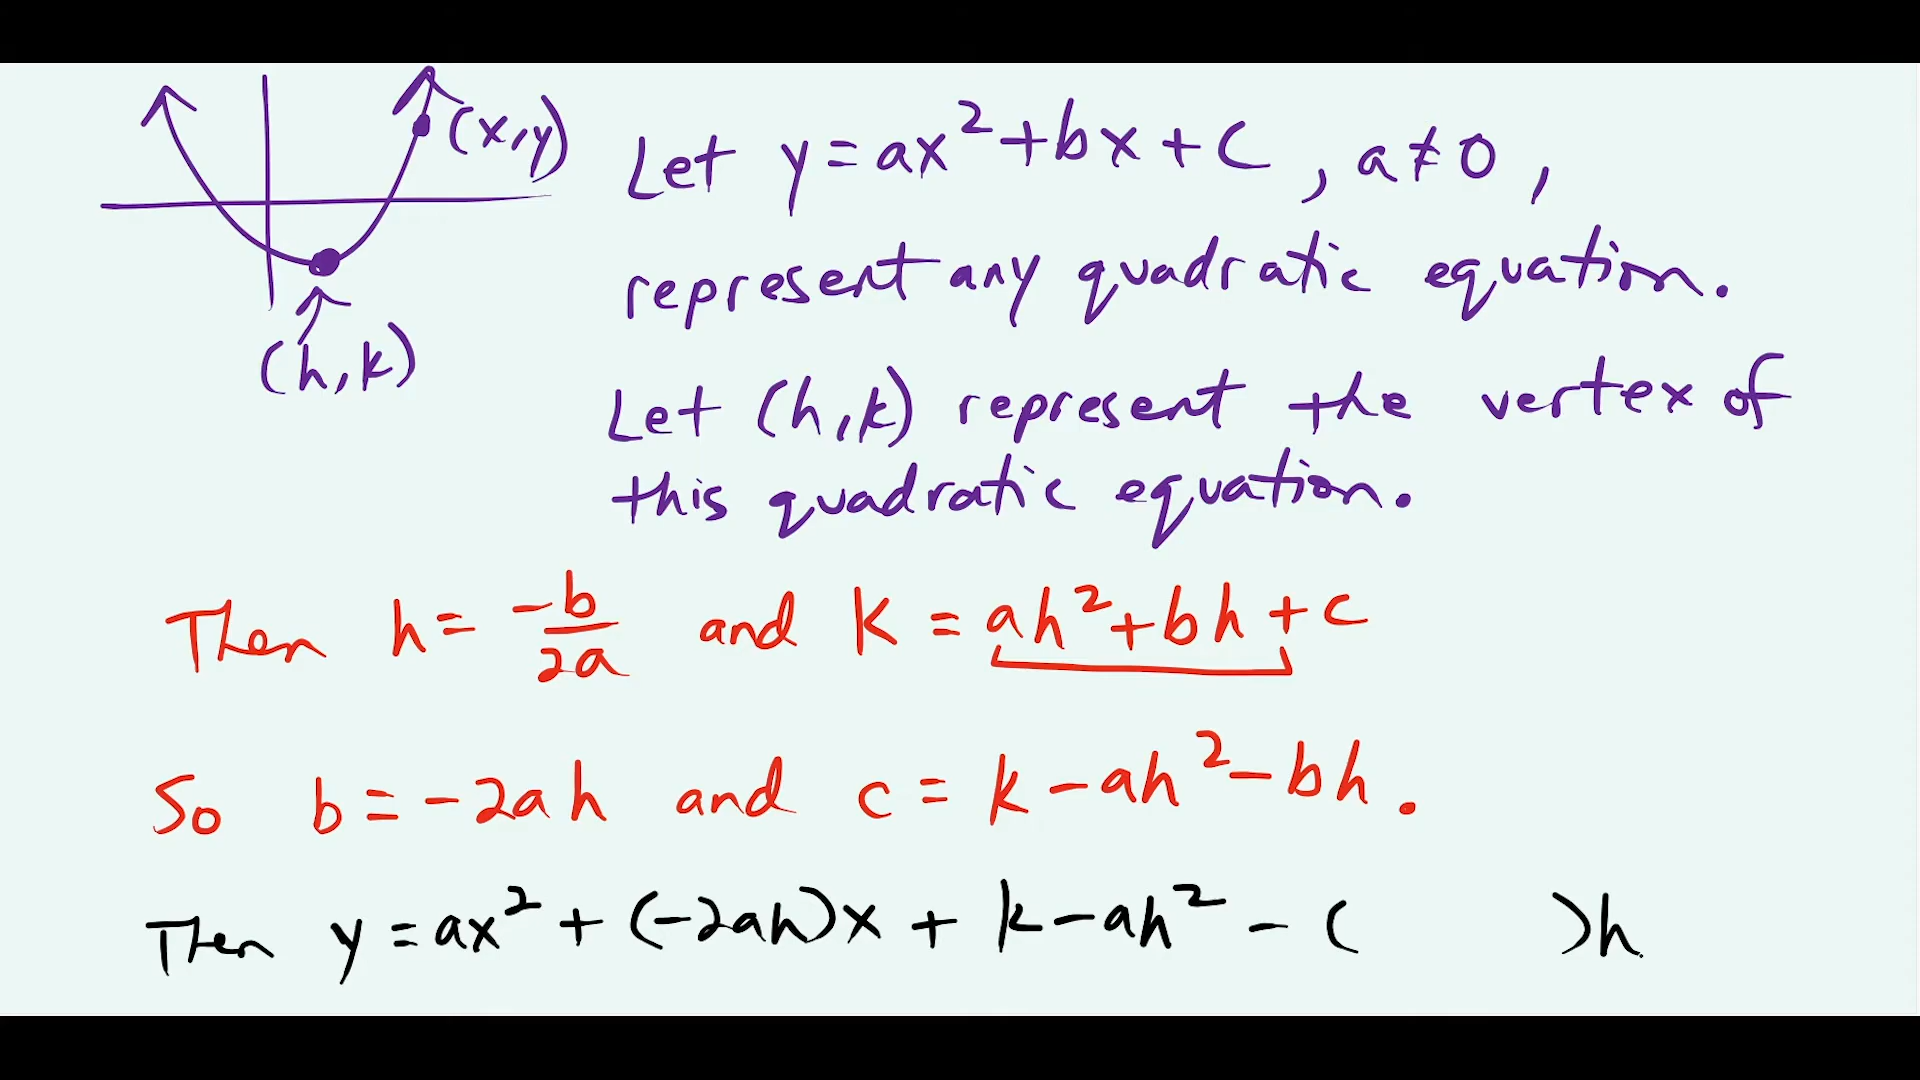 (x,y)
(h,k)
Let y=ax²+bx+c, a≠0,
represent any quadratic equation.
Let (h,k) represent the vertex of
this quadratic equation.
Then h = -b/2a and k = ah²+bh+c
So b = -2ah and c = k-ah²-bh.
Then y = ax² + (-2ah)x + k-ah² - ( )h